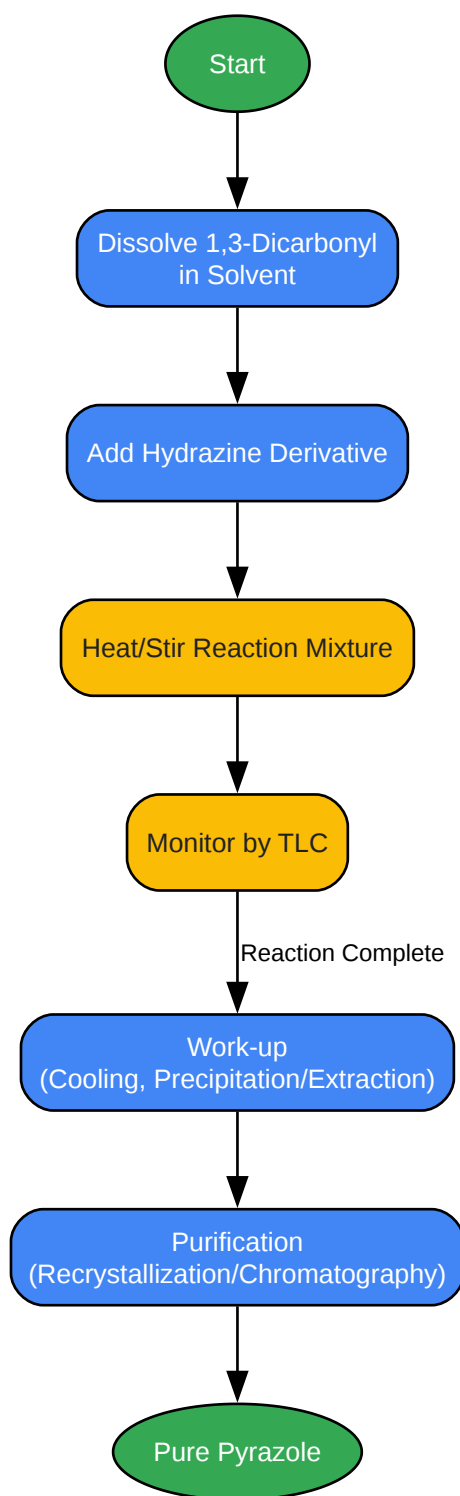 Start
Dissolve 1,3-Dicarbonyl
in Solvent
Add Hydrazine Derivative
Heat/Stir Reaction Mixture
Monitor by TLC
Reaction Complete
Work-up
(Cooling, Precipitation/Extraction)
Purification
(Recrystallization/Chromatography)
Pure Pyrazole